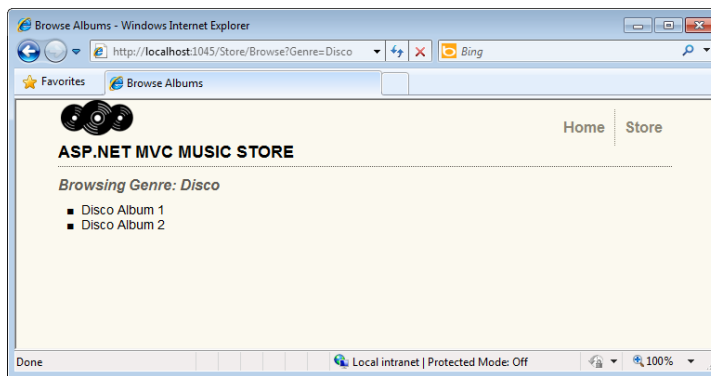 Browse Albums - Windows Internet Explorer
http://localhost:1045/Store/Browse?Genre=Disco
Bing
Favorites
Browse Albums
Home
Store
ASP.NET MVC MUSIC STORE
Browsing Genre: Disco
Disco Album 1
Disco Album 2
Done
Local intranet | Protected Mode: Off
100%